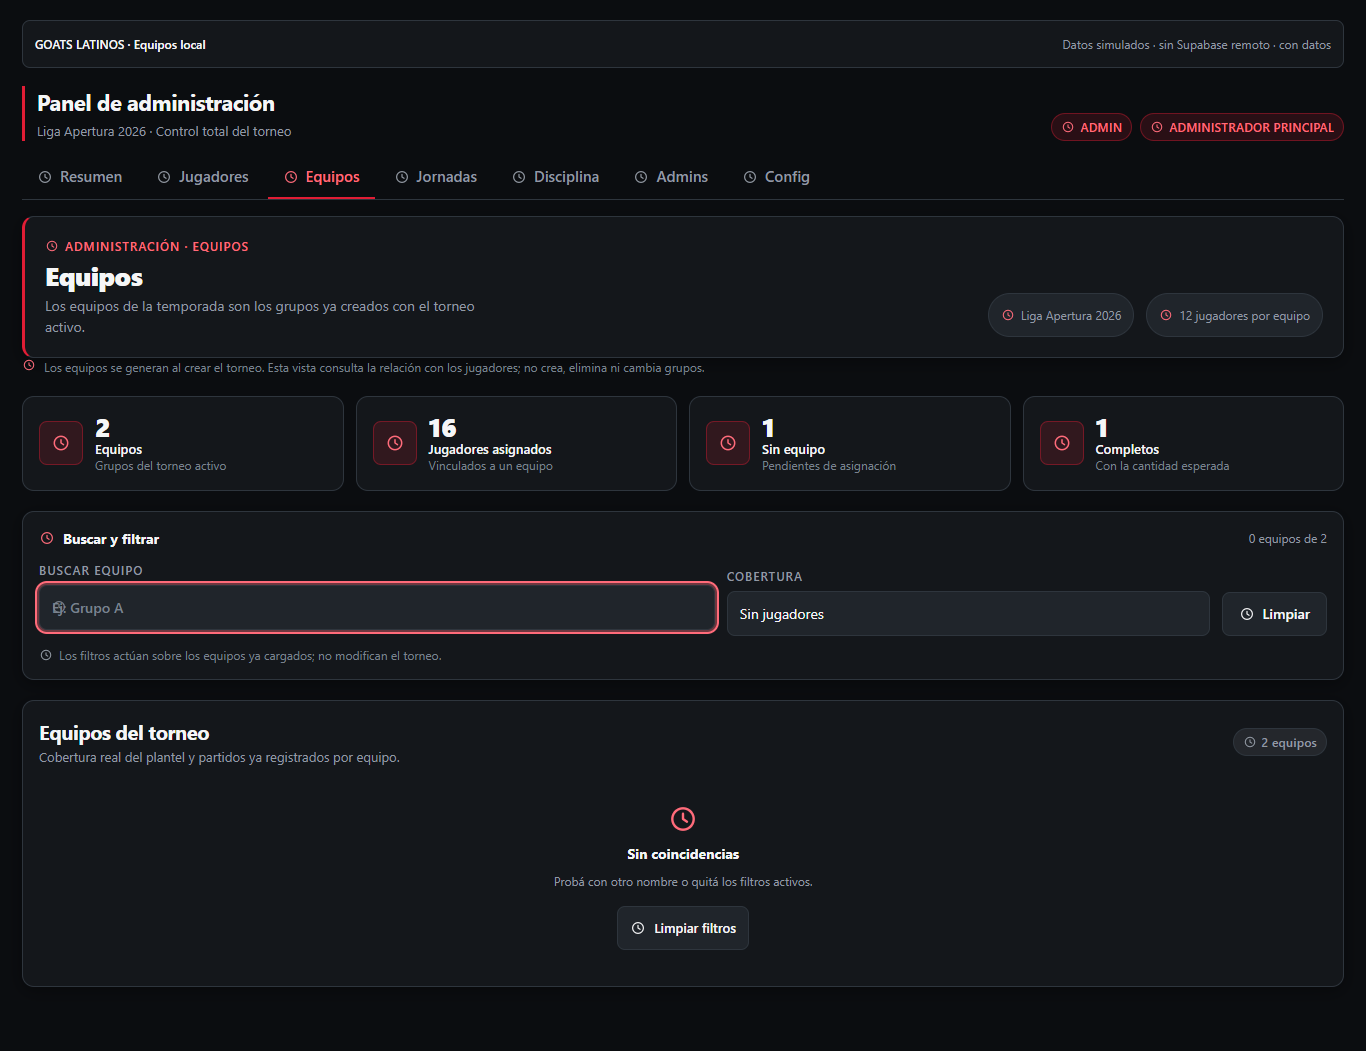 GOATS LATINOS · Equipos local
Datos simulados · sin Supabase remoto · con datos
Panel de administración
Liga Apertura 2026 · Control total del torneo
ADMIN
ADMINISTRADOR PRINCIPAL
Resumen
Jugadores
Equipos
Jornadas
Disciplina
Admins
Config
ADMINISTRACIÓN · EQUIPOS
Equipos
Los equipos de la temporada son los grupos ya creados con el torneo
activo.
Liga Apertura 2026
12 jugadores por equipo
Los equipos se generan al crear el torneo. Esta vista consulta la relación con los jugadores; no crea, elimina ni cambia grupos.
2
Equipos
Grupos del torneo activo
16
Jugadores asignados
Vinculados a un equipo
1
Sin equipo
Pendientes de asignación
1
Completos
Con la cantidad esperada
Buscar y filtrar
0 equipos de 2
BUSCAR EQUIPO
Grupo A
COBERTURA
Sin jugadores
Limpiar
Los filtros actúan sobre los equipos ya cargados; no modifican el torneo.
Equipos del torneo
Cobertura real del plantel y partidos ya registrados por equipo.
2 equipos
Sin coincidencias
Probá con otro nombre o quitá los filtros activos.
Limpiar filtros